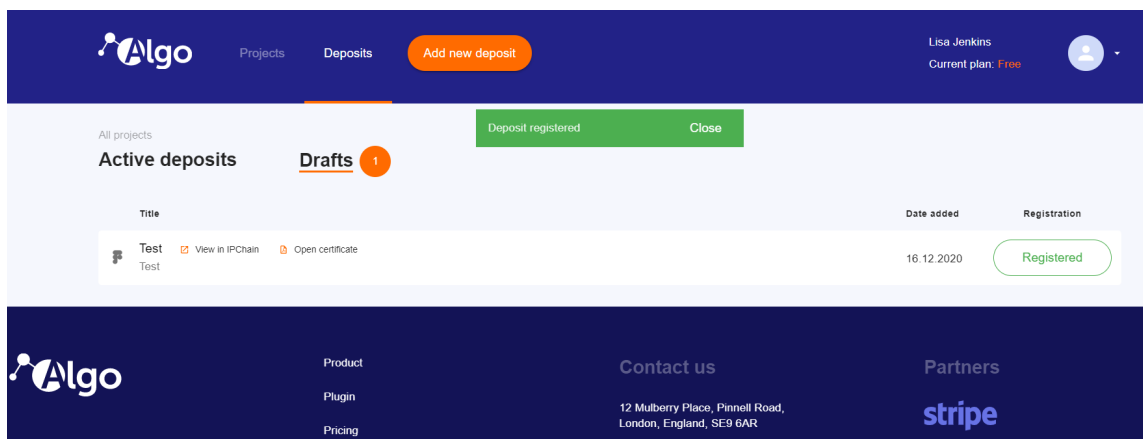 Algo
Projects
Deposits
Add new deposit
Lisa Jenkins
Current plan: Free
Deposit registered
Close
All projects
Active deposits
Drafts
1
Title
Date added
Registration
Test
View in IPChain
Open certificate
Test
16.12.2020
Registered
Algo
Product
Plugin
Pricing
Contact us
12 Mulberry Place, Pinnell Road,
London, England, SE9 6AR
Partners
stripe